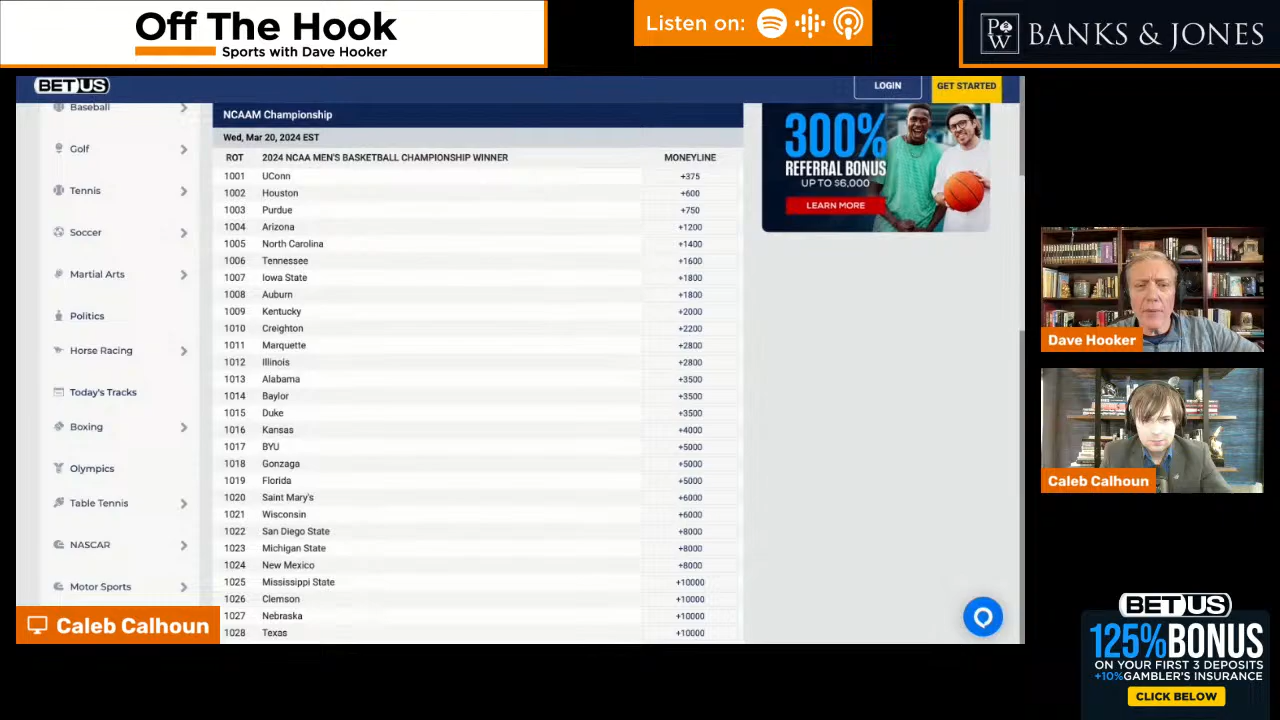 Off The Hook
Sports with Dave Hooker
Listen on:
PW
BANKS & JONES
BETUS
LOGIN
GET STARTED
Baseball
Golf
Tennis
Soccer
Martial Arts
Politics
Horse Racing
Today's Tracks
Boxing
Olympics
Table Tennis
NASCAR
Motor Sports
NCAAM Championship
Wed, Mar 20, 2024 EST
ROT 2024 NCAA MEN'S BASKETBALL CHAMPIONSHIP WINNER MONEYLINE
1001 UConn +375
1002 Houston +600
1003 Purdue +750
1004 Arizona +1200
1005 North Carolina +1400
1006 Tennessee +1600
1007 Iowa State +1800
1008 Auburn +1800
1009 Kentucky +2000
1010 Creighton +2200
1011 Marquette +2800
1012 Illinois +2800
1013 Alabama +3500
1014 Baylor +3500
1015 Duke +3500
1016 Kansas +4000
1017 BYU +5000
1018 Gonzaga +5000
1019 Florida +5000
1020 Saint Mary's +6000
1021 Wisconsin +6000
1022 San Diego State +8000
1023 Michigan State +8000
1024 New Mexico +8000
1025 Mississippi State +10000
1026 Clemson +10000
1027 Nebraska +10000
1028 Texas +10000
300%
REFERRAL BONUS
UP TO $6,000
LEARN MORE
Dave Hooker
Caleb Calhoun
Caleb Calhoun
BETUS
125% BONUS
ON YOUR FIRST 3 DEPOSITS
+10% GAMBLER'S INSURANCE
CLICK BELOW